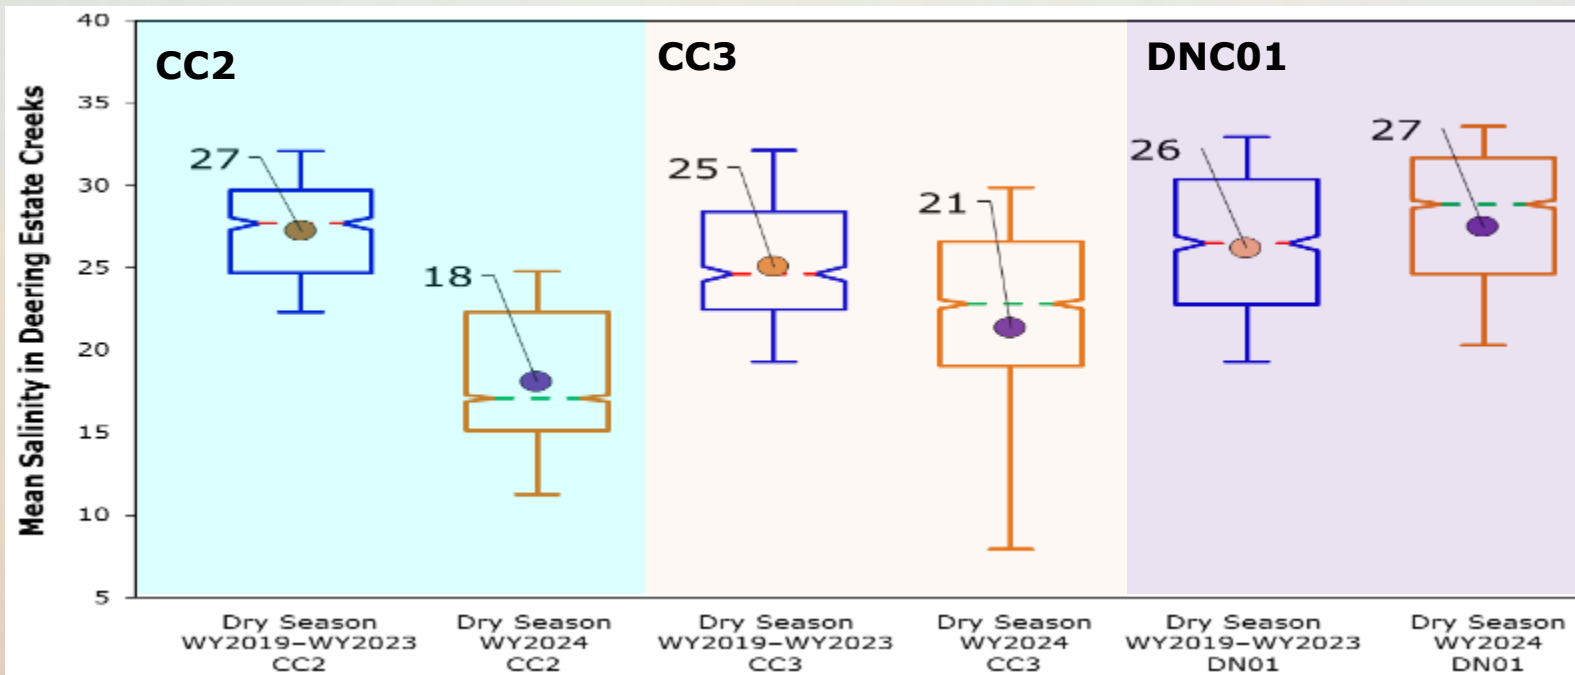 Mean Salinity in Deering Estate Creeks
40
35
30
25
20
15
10
5
CC2
CC3
DNC01
27
18
25
21
26
27
Dry Season
WY2019–WY2023
CC2
Dry Season
WY2024
CC2
Dry Season
WY2019–WY2023
CC3
Dry Season
WY2024
CC3
Dry Season
WY2019–WY2023
DN01
Dry Season
WY2024
DN01